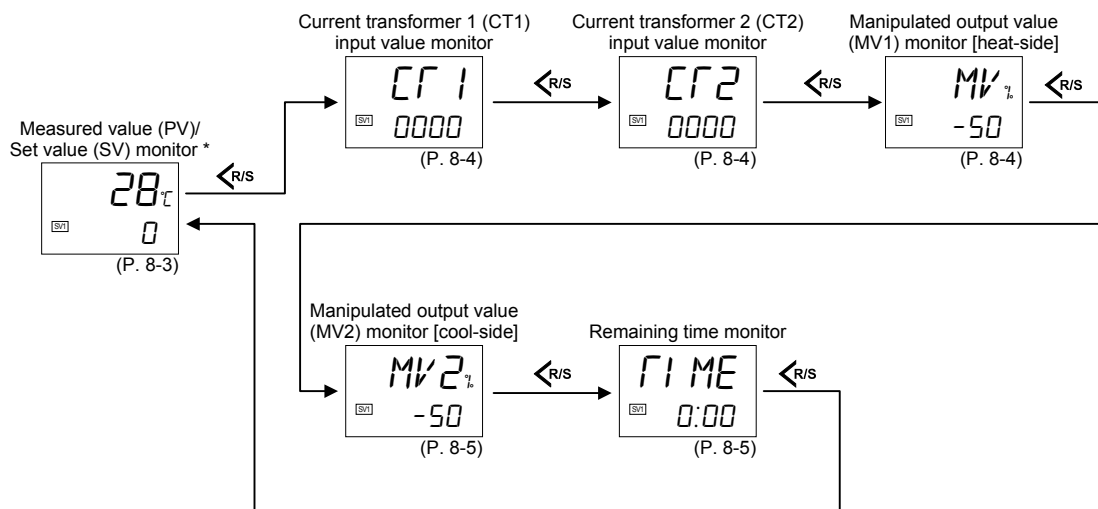 Current transformer 1 (CT1)
input value monitor
CT1
SV1
0000
(P. 8-4)
R/S
Current transformer 2 (CT2)
input value monitor
CT2
SV1
0000
(P. 8-4)
R/S
Manipulated output value
(MV1) monitor [heat-side]
MV %
SV1
-50
(P. 8-4)
R/S
Measured value (PV)/
Set value (SV) monitor *
28 ℃
SV1
0
(P. 8-3)
R/S
Manipulated output value
(MV2) monitor [cool-side]
MV2 %
SV1
-50
(P. 8-5)
R/S
Remaining time monitor
TIME
SV1
0:00
(P. 8-5)
R/S